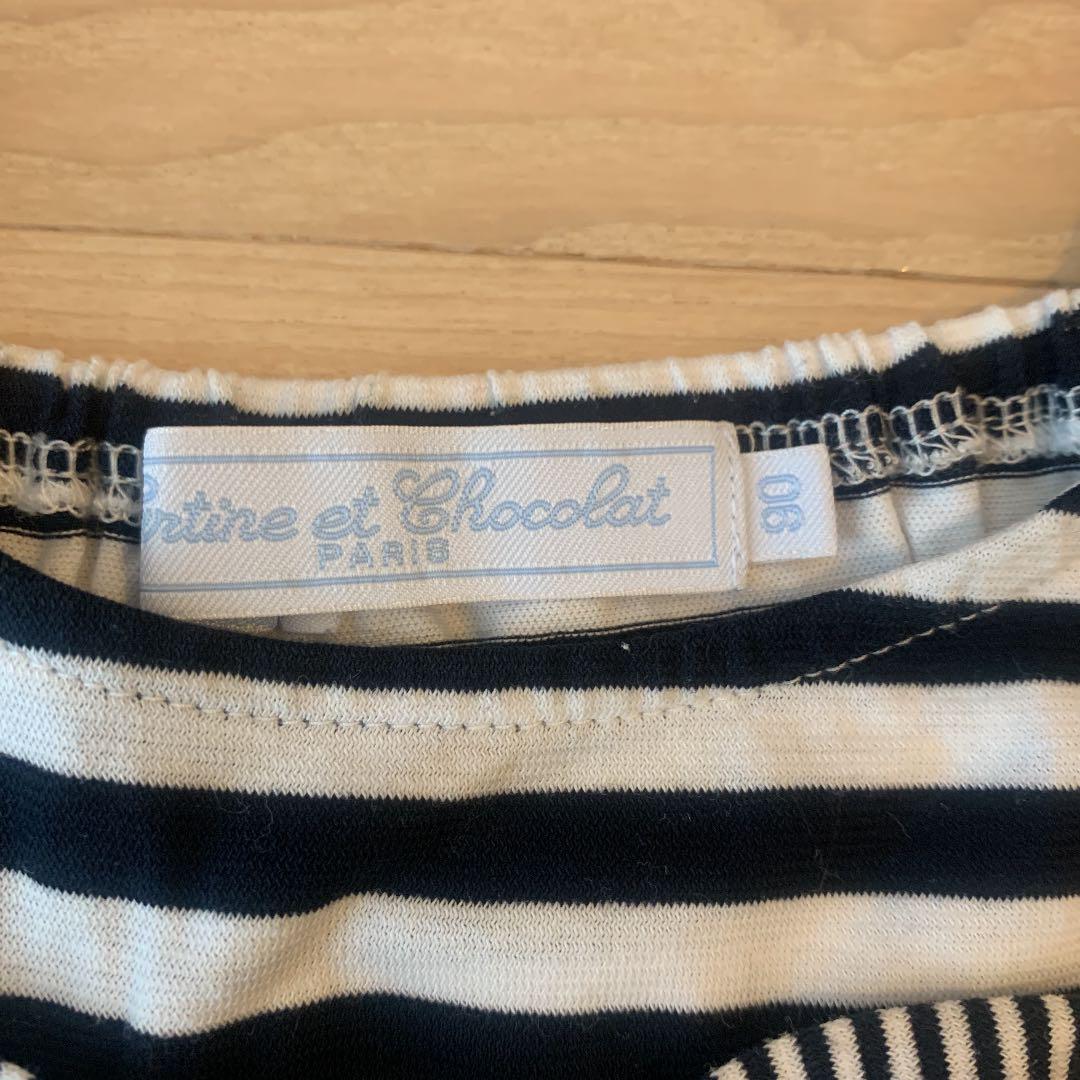 rtine et Chocolat
PARIS
90